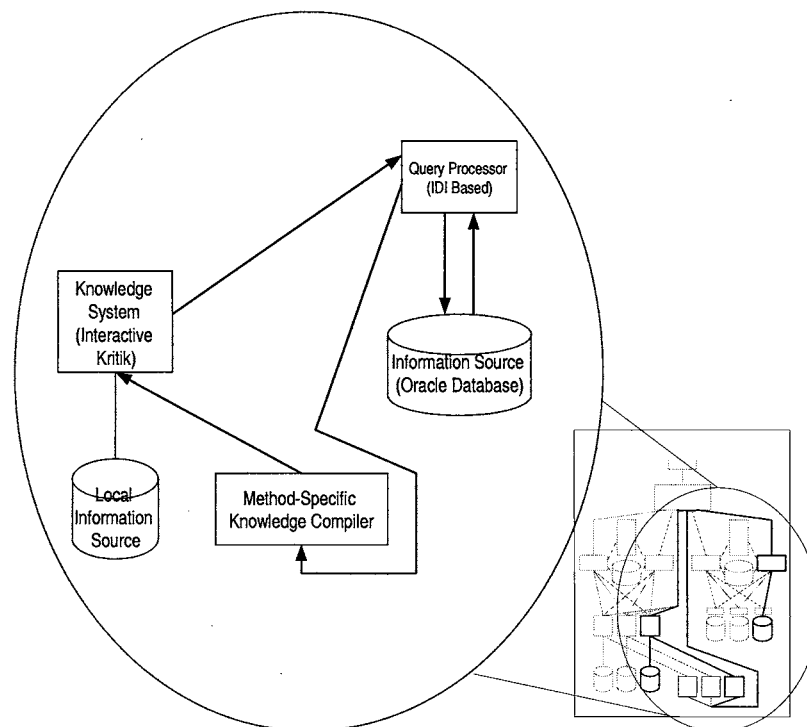 Query Processor
(IDI Based)
Knowledge
System
(Interactive
Kritik)
Information Source
(Oracle Database)
Local
Information
Source
Method-Specific
Knowledge Compiler